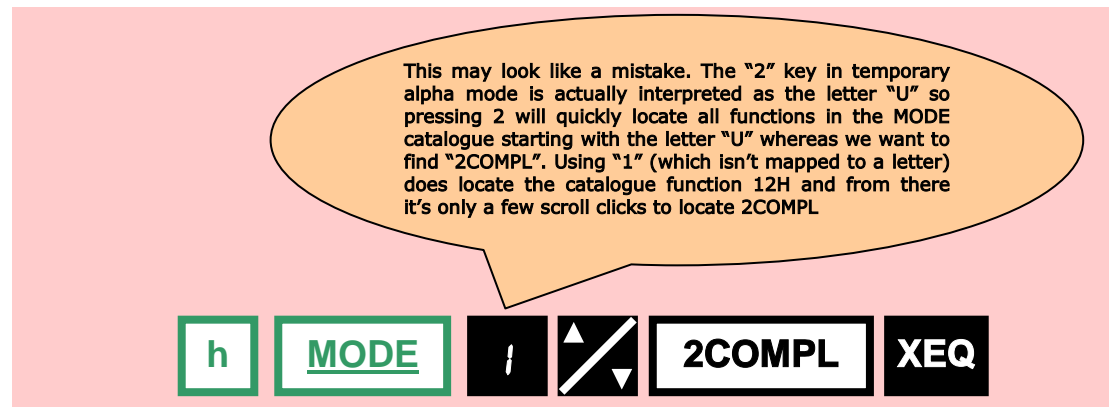 This may look like a mistake. The “2” key in temporary
alpha mode is actually interpreted as the letter “U” so
pressing 2 will quickly locate all functions in the MODE
catalogue starting with the letter “U” whereas we want to
find “2COMPL”. Using “1” (which isn’t mapped to a letter)
does locate the catalogue function 12H and from there
it’s only a few scroll clicks to locate 2COMPL
h MODE 1 ▲/▼ 2COMPL XEQ